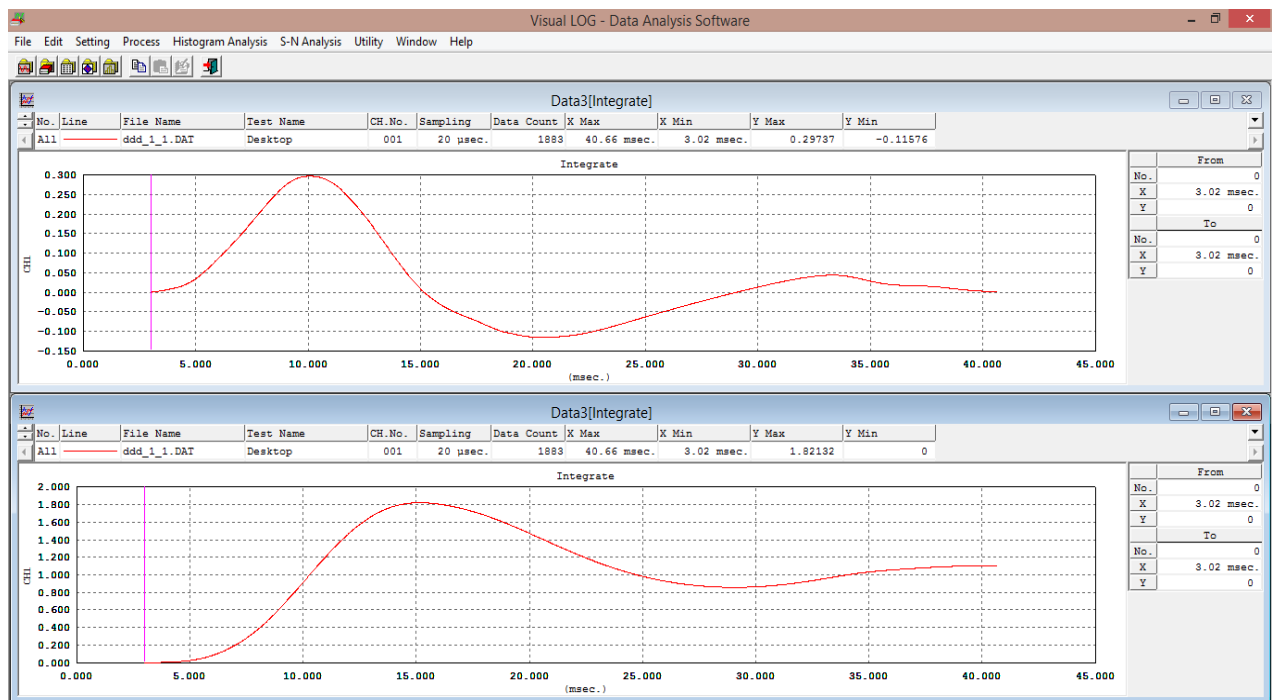 Visual LOG - Data Analysis Software
File Edit Setting Process Histogram Analysis S-N Analysis Utility Window Help
Data3[Integrate]
No. Line File Name Test Name CH.No. Sampling Data Count X Max X Min Y Max Y Min
All ddd_1_1.DAT Desktop 001 20 µsec. 1883 40.66 msec. 3.02 msec. 0.29737 -0.11576
Integrate
0.300
0.250
0.200
0.150
0.100
0.050
0.000
-0.050
-0.100
-0.150
CH1
0.000 5.000 10.000 15.000 20.000 25.000 30.000 35.000 40.000 45.000
(msec.)
From
No. 0
X 3.02 msec.
Y 0
To
No. 0
X 3.02 msec.
Y 0
Data3[Integrate]
No. Line File Name Test Name CH.No. Sampling Data Count X Max X Min Y Max Y Min
All ddd_1_1.DAT Desktop 001 20 µsec. 1883 40.66 msec. 3.02 msec. 1.82132 0
Integrate
2.000
1.800
1.600
1.400
1.200
1.000
0.800
0.600
0.400
0.200
0.000
CH1
0.000 5.000 10.000 15.000 20.000 25.000 30.000 35.000 40.000 45.000
(msec.)
From
No. 0
X 3.02 msec.
Y 0
To
No. 0
X 3.02 msec.
Y 0